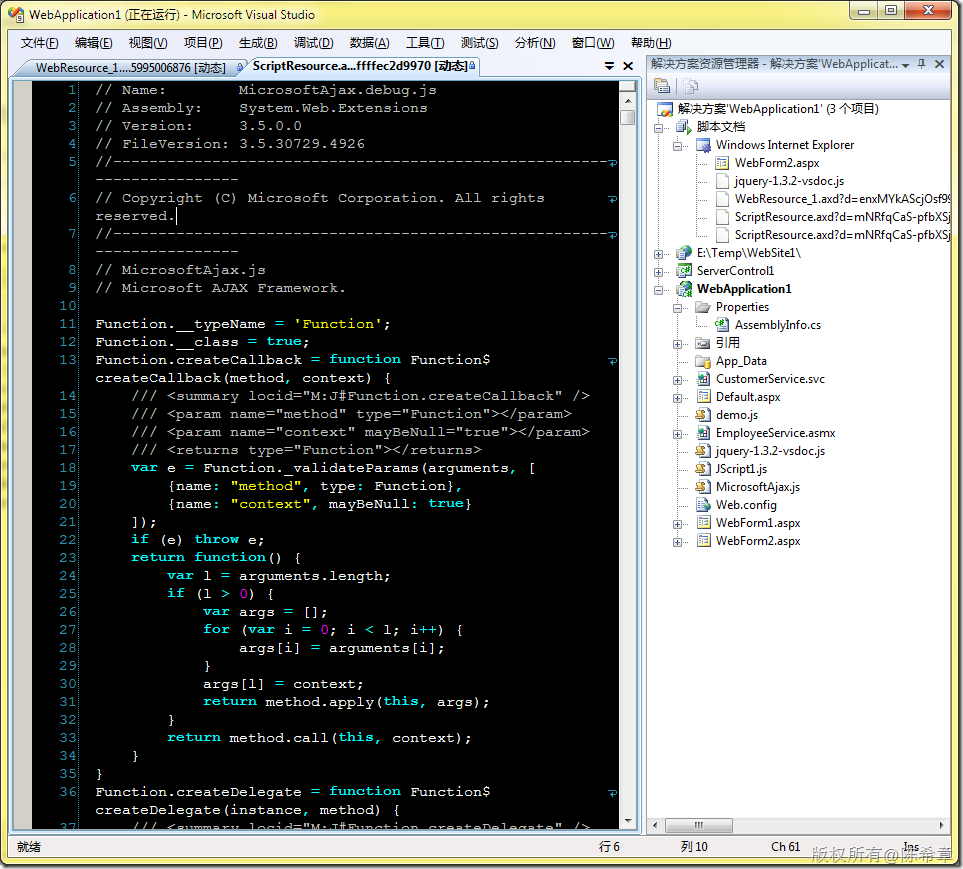 WebApplication1 (正在运行) - Microsoft Visual Studio
文件(F) 编辑(E) 视图(V) 项目(P) 生成(B) 调试(D) 数据(A) 工具(T) 测试(S) 分析(N) 窗口(W) 帮助(H)
WebResource_1....5995006876 [动态] ScriptResource.a...ffffec2d9970 [动态]
1 // Name:        MicrosoftAjax.debug.js
2 // Assembly:    System.Web.Extensions
3 // Version:     3.5.0.0
4 // FileVersion: 3.5.30729.4926
5 //-------------------------------------------------------
----------------
6 // Copyright (C) Microsoft Corporation. All rights
reserved.
7 //-------------------------------------------------------
----------------
8 // MicrosoftAjax.js
9 // Microsoft AJAX Framework.
10
11 Function.__typeName = 'Function';
12 Function.__class = true;
13 Function.createCallback = function Function$
createCallback(method, context) {
14     /// <summary locid="M:J#Function.createCallback" />
15     /// <param name="method" type="Function"></param>
16     /// <param name="context" mayBeNull="true"></param>
17     /// <returns type="Function"></returns>
18     var e = Function._validateParams(arguments, [
19         {name: "method", type: Function},
20         {name: "context", mayBeNull: true}
21     ]);
22     if (e) throw e;
23     return function() {
24         var l = arguments.length;
25         if (l > 0) {
26             var args = [];
27             for (var i = 0; i < l; i++) {
28                 args[i] = arguments[i];
29             }
30             args[l] = context;
31             return method.apply(this, args);
32         }
33         return method.call(this, context);
34     }
35 }
36 Function.createDelegate = function Function$
createDelegate(instance, method) {
37     /// <summary locid="M:J#Function.createDelegate" />
解决方案资源管理器 - 解决方案'WebApplicat...
解决方案'WebApplication1' (3 个项目)
脚本文档
Windows Internet Explorer
WebForm2.aspx
jquery-1.3.2-vsdoc.js
WebResource_1.axd?d=enxMYkAScjOsf99
ScriptResource.axd?d=mNRfqCaS-pfbXSj
ScriptResource.axd?d=mNRfqCaS-pfbXSj
E:\Temp\WebSite1\
ServerControl1
WebApplication1
Properties
AssemblyInfo.cs
引用
App_Data
CustomerService.svc
Default.aspx
demo.js
EmployeeService.asmx
jquery-1.3.2-vsdoc.js
JScript1.js
MicrosoftAjax.js
Web.config
WebForm1.aspx
WebForm2.aspx
就绪 行 6 列 10 Ch 61 Ins
版权所有@陈希章